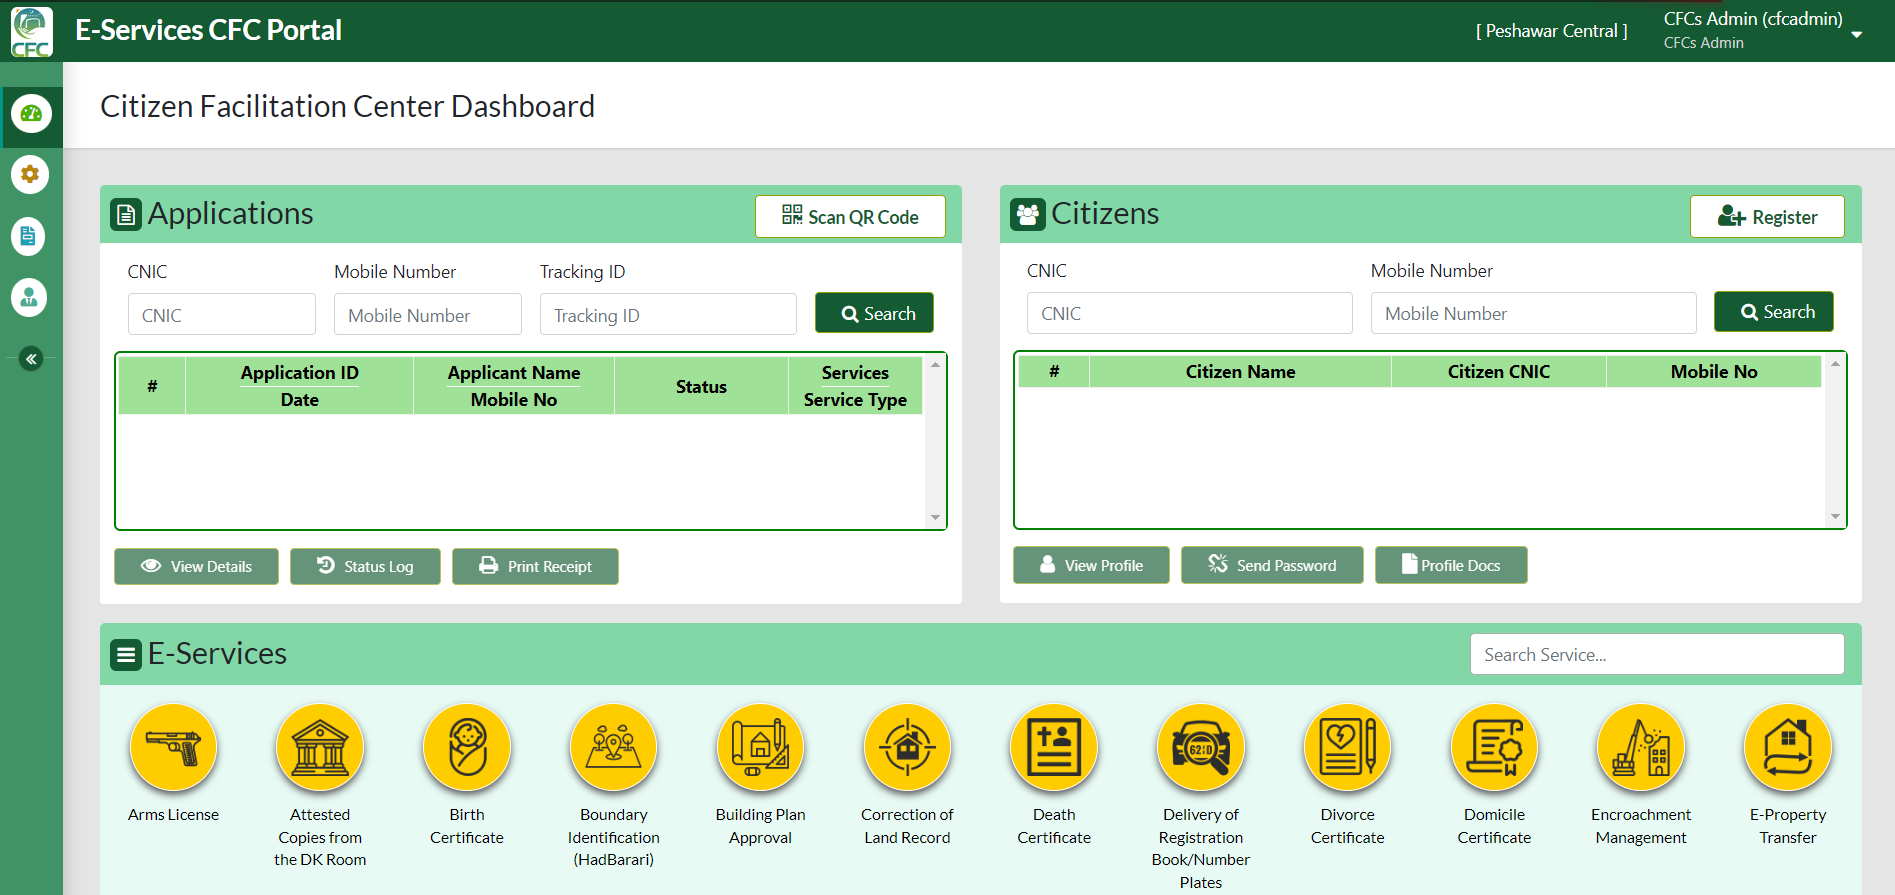 CFC
E-Services CFC Portal
[ Peshawar Central ]
CFCs Admin (cfcadmin)
CFCs Admin
Citizen Facilitation Center Dashboard
Applications
Scan QR Code
CNIC
Mobile Number
Tracking ID
CNIC
Mobile Number
Tracking ID
Search
#
Application ID
Date
Applicant Name
Mobile No
Status
Services
Service Type
View Details
Status Log
Print Receipt
Citizens
Register
CNIC
Mobile Number
CNIC
Mobile Number
Search
#
Citizen Name
Citizen CNIC
Mobile No
View Profile
Send Password
Profile Docs
E-Services
Search Service...
Arms License
Attested
Copies from
the DK Room
Birth
Certificate
Boundary
Identification
(HadBarari)
Building Plan
Approval
Correction of
Land Record
Death
Certificate
Delivery of
Registration
Book/Number
Plates
Divorce
Certificate
Domicile
Certificate
Encroachment
Management
E-Property
Transfer